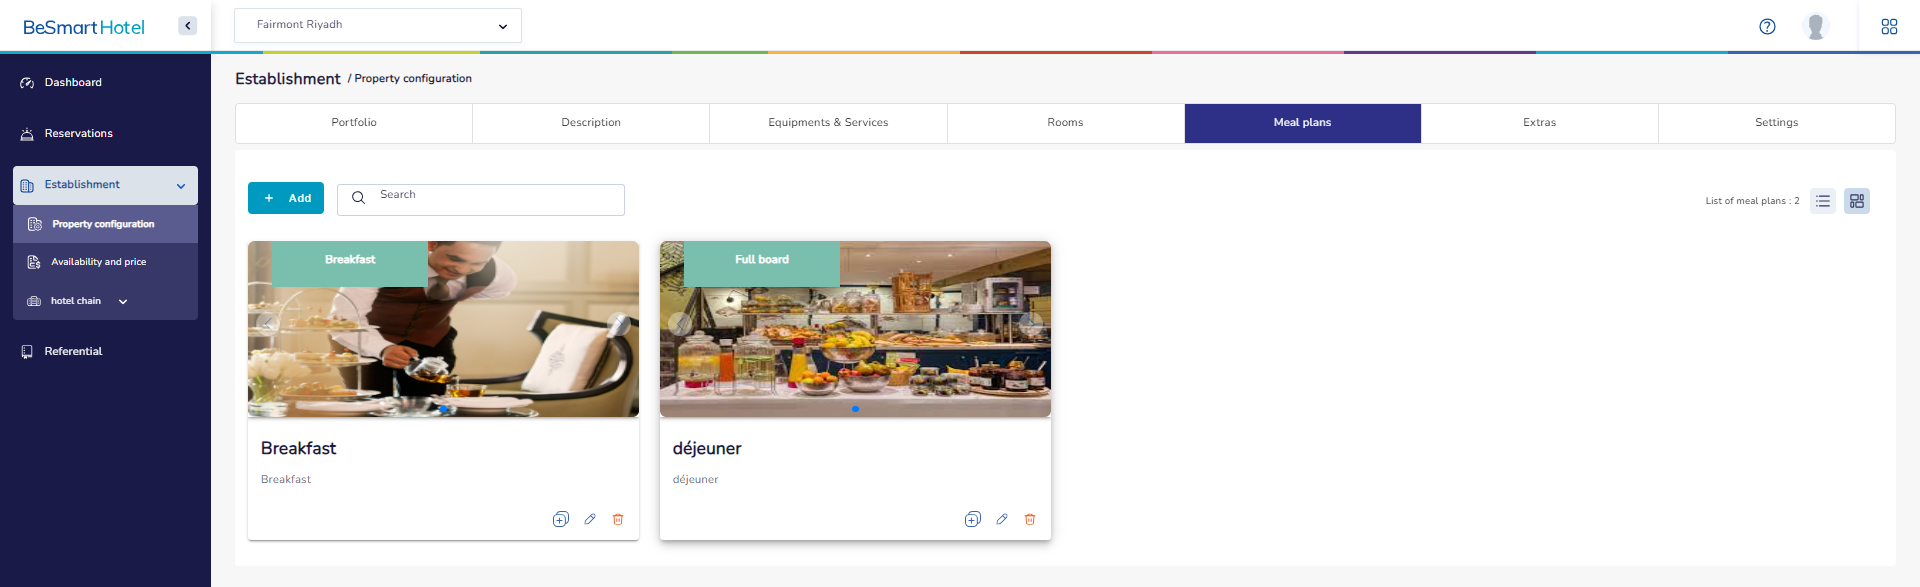 BeSmartHotel
Fairmont Riyadh
Dashboard
Reservations
Establishment
Property configuration
Availability and price
hotel chain
Referential
Establishment / Property configuration
Portfolio
Description
Equipments & Services
Rooms
Meal plans
Extras
Settings
+ Add
Search
List of meal plans : 2
Breakfast
Breakfast
Breakfast
Full board
déjeuner
déjeuner